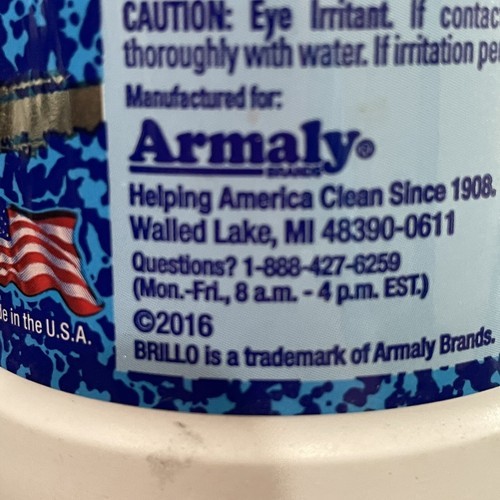 CAUTION: Eye Irritant. If contac
thoroughly with water. If irritation pe
Manufactured for:
Armaly®
BRANDS
Helping America Clean Since 1908.
Walled Lake, MI 48390-0611
Questions? 1-888-427-6259
(Mon.-Fri., 8 a.m. - 4 p.m. EST.)
©2016
BRILLO is a trademark of Armaly Brands.
de in the U.S.A.